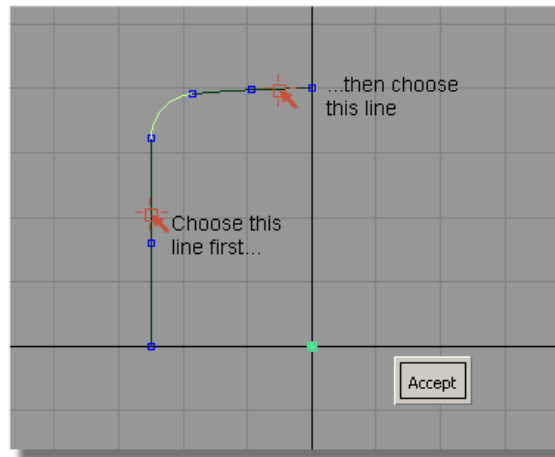 ...then choose
this line
Choose this
line first...
Accept